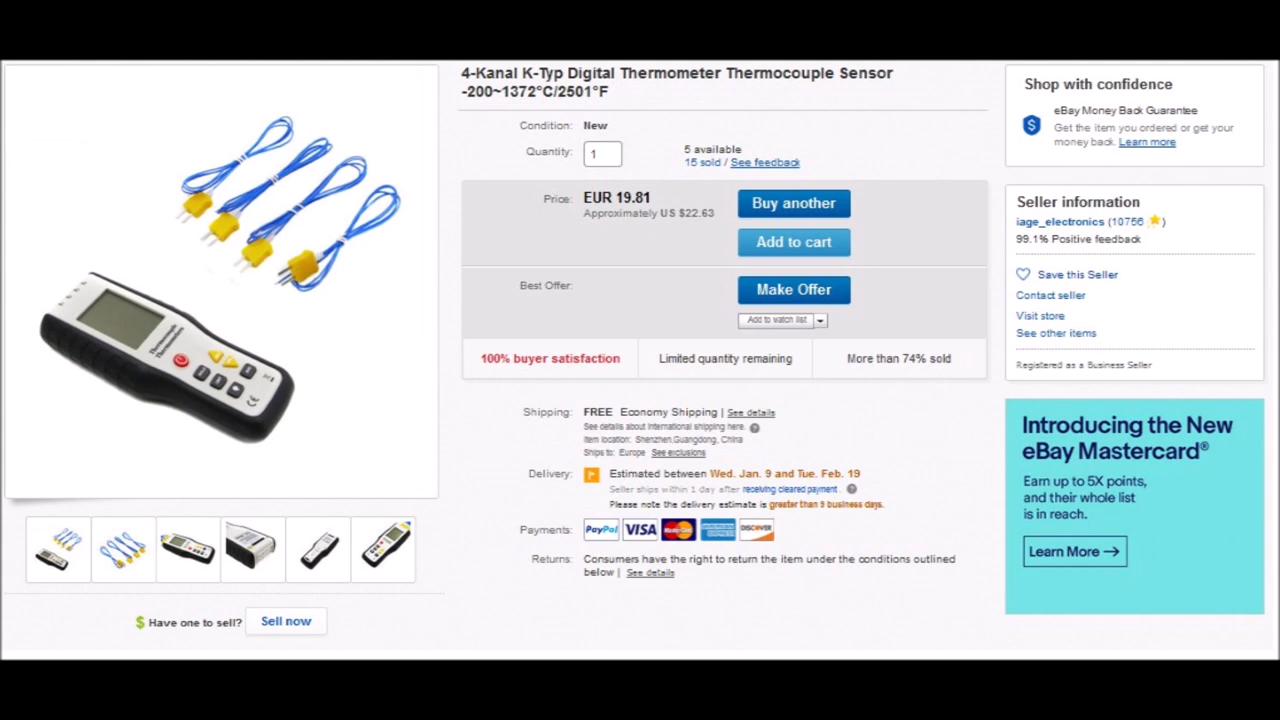 4-Kanal K-Typ Digital Thermometer Thermocouple Sensor
-200~1372°C/2501°F
Condition: New
Quantity: 1
5 available
15 sold / See feedback
Price: EUR 19.81
Approximately US $22.63
Buy another
Add to cart
Best Offer:
Make Offer
Add to watch list
100% buyer satisfaction
Limited quantity remaining
More than 74% sold
Shipping: FREE Economy Shipping | See details
See details about international shipping here.
Item location: Shenzhen,Guangdong, China
Ships to: Europe See exclusions
Delivery: Estimated between Wed. Jan. 9 and Tue. Feb. 19
Seller ships within 1 day after receiving cleared payment.
Please note the delivery estimate is greater than 9 business days.
Payments: PayPal VISA MasterCard AMERICAN EXPRESS DISCOVER
Returns: Consumers have the right to return the item under the conditions outlined
below | See details
Thermocouple
Thermometers
CE
$ Have one to sell? Sell now
Shop with confidence
eBay Money Back Guarantee
Get the item you ordered or get your
money back. Learn more
Seller information
iage_electronics (10756)
99.1% Positive feedback
Save this Seller
Contact seller
Visit store
See other items
Registered as a Business Seller
Introducing the New
eBay Mastercard®
Earn up to 5X points,
and their whole list
is in reach.
Learn More →